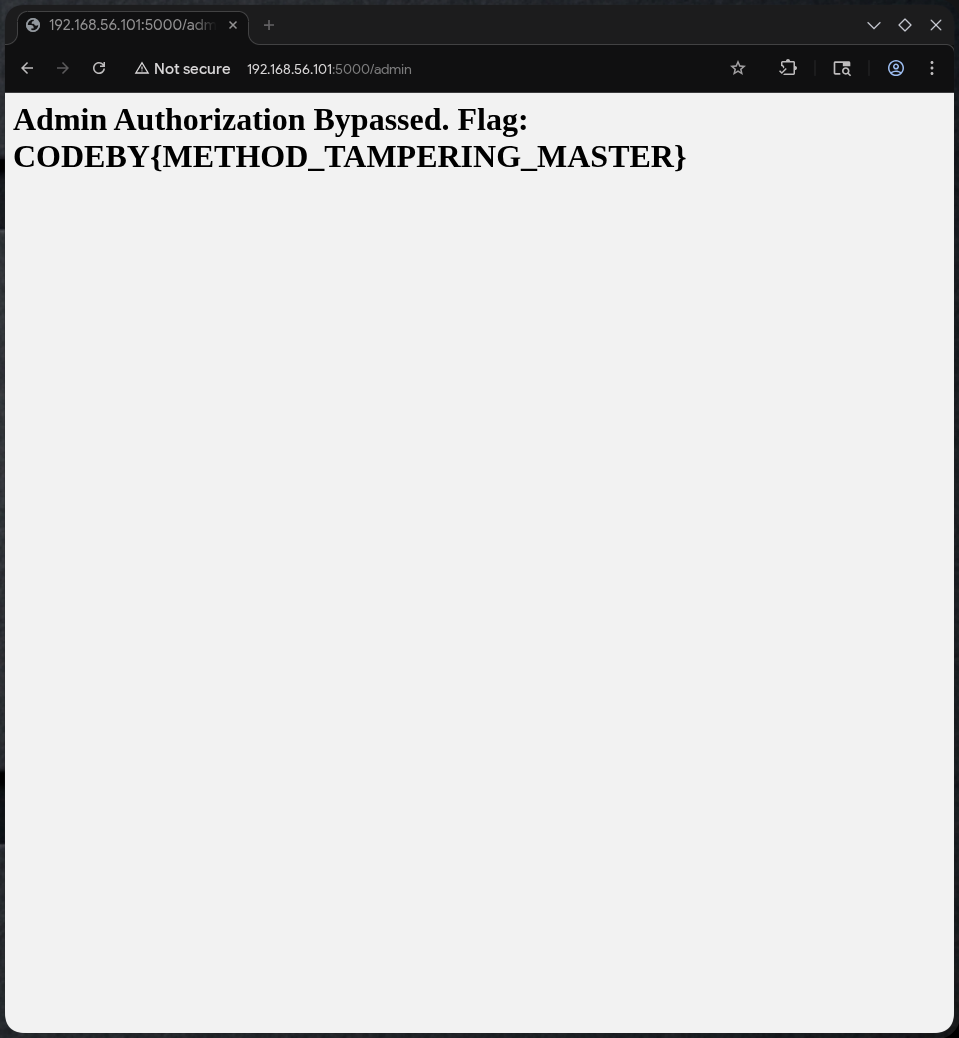 192.168.56.101:5000/adm
Not secure
192.168.56.101:5000/admin
Admin Authorization Bypassed. Flag:
CODEBY{METHOD_TAMPERING_MASTER}